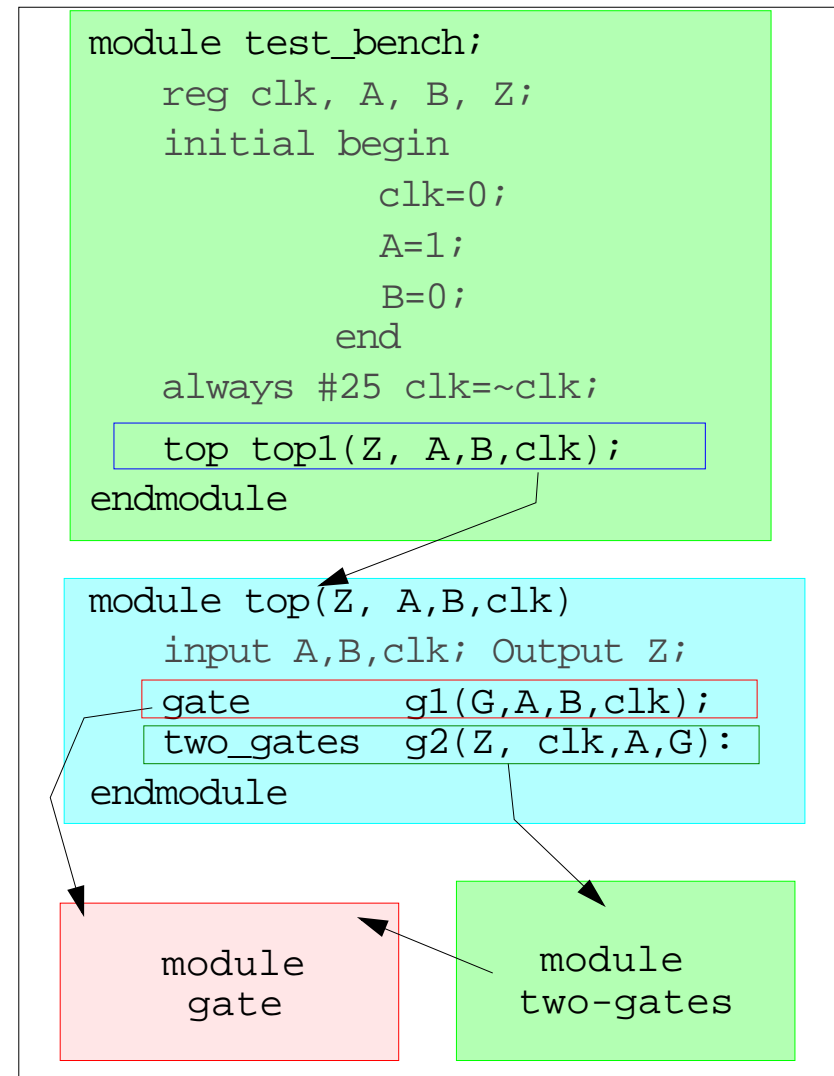 module test_bench;
reg clk, A, B, Z;
initial begin
clk=0;
A=1;
B=0;
end
always #25 clk=~clk;
top top1(Z, A,B,clk);
endmodule
module top(Z, A,B,clk)
input A,B,clk; Output Z;
gate g1(G,A,B,clk);
two_gates g2(Z, clk,A,G):
endmodule
module
gate
module
two-gates